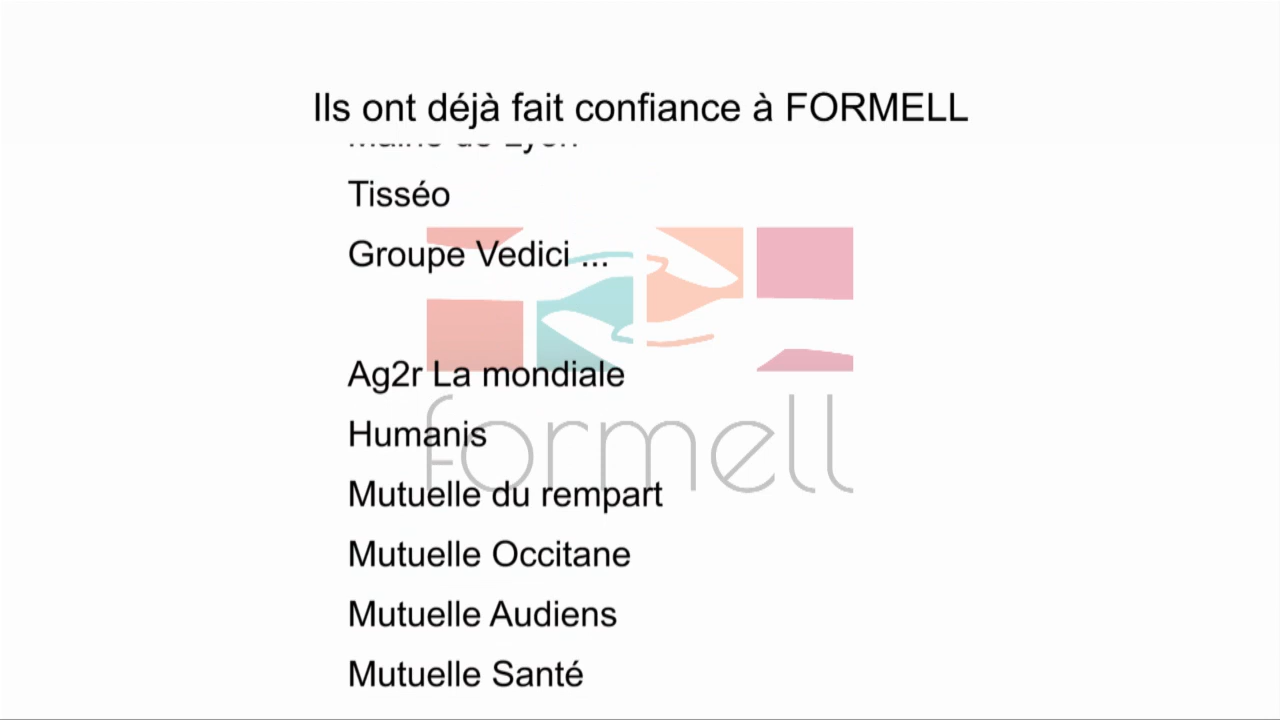 Ils ont déjà fait confiance à FORMELL
Tisséo
Groupe Vedici ...
Ag2r La mondiale
Humanis
Mutuelle du rempart
Mutuelle Occitane
Mutuelle Audiens
Mutuelle Santé
formell